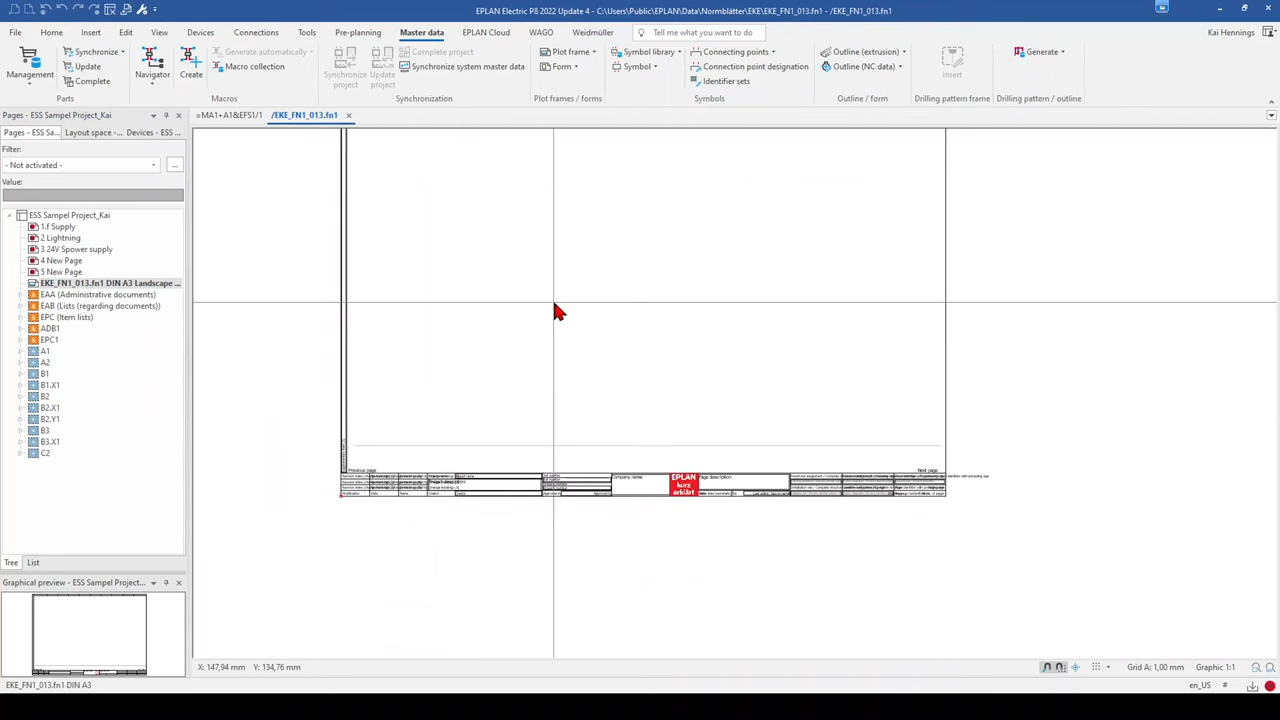 EPLAN Electric P8 2022 Update 4 - C:\Users\Public\EPLAN\Data\Normblätter\EKE\EKE_FN1_013.fn1 - /EKE_FN1_013.fn1
File Home Insert Edit View Devices Connections Tools Pre-planning Master data EPLAN Cloud WAGO Weidmüller Tell me what you want to do Kai Hennings
Management
Synchronize
Update
Complete
Parts
Navigator
Create
Generate automatically
Macro collection
Macros
Synchronize project
Update project
Complete project
Synchronize system master data
Synchronization
Plot frame
Form
Plot frames / forms
Symbol library
Symbol
Connection points
Connection point designation
Identifier sets
Symbols
Outline (extrusion)
Outline (NC data)
Outline / form
Insert
Drilling pattern frame
Generate
Drilling pattern / outline
Pages - ESS Sampel Project_Kai
=MA1+A1&EFS1/1 /EKE_FN1_013.fn1
Pages - ESS Sa... Layout space -... Devices - ESS ...
Filter:
- Not activated -
...
Value:
ESS Sampel Project_Kai
1.f Supply
2 Lightning
3 24V Spower supply
4 New Page
5 New Page
EKE_FN1_013.fn1 DIN A3 Landscape ...
EAA (Administrative documents)
EAB (Lists (regarding documents))
EPC (Item lists)
ADB1
EPC1
A1
A2
B1
B1.X1
B2
B2.X1
B2.Y1
B3
B3.X1
C2
Previous page
Next page
Company name
EPLAN
kurz
erklärt
Page description
Tree List
Graphical preview - ESS Sampel Project...
X: 147,94 mm Y: 134,76 mm
Grid A: 1,00 mm Graphic 1:1
EKE_FN1_013.fn1 DIN A3
en_US #